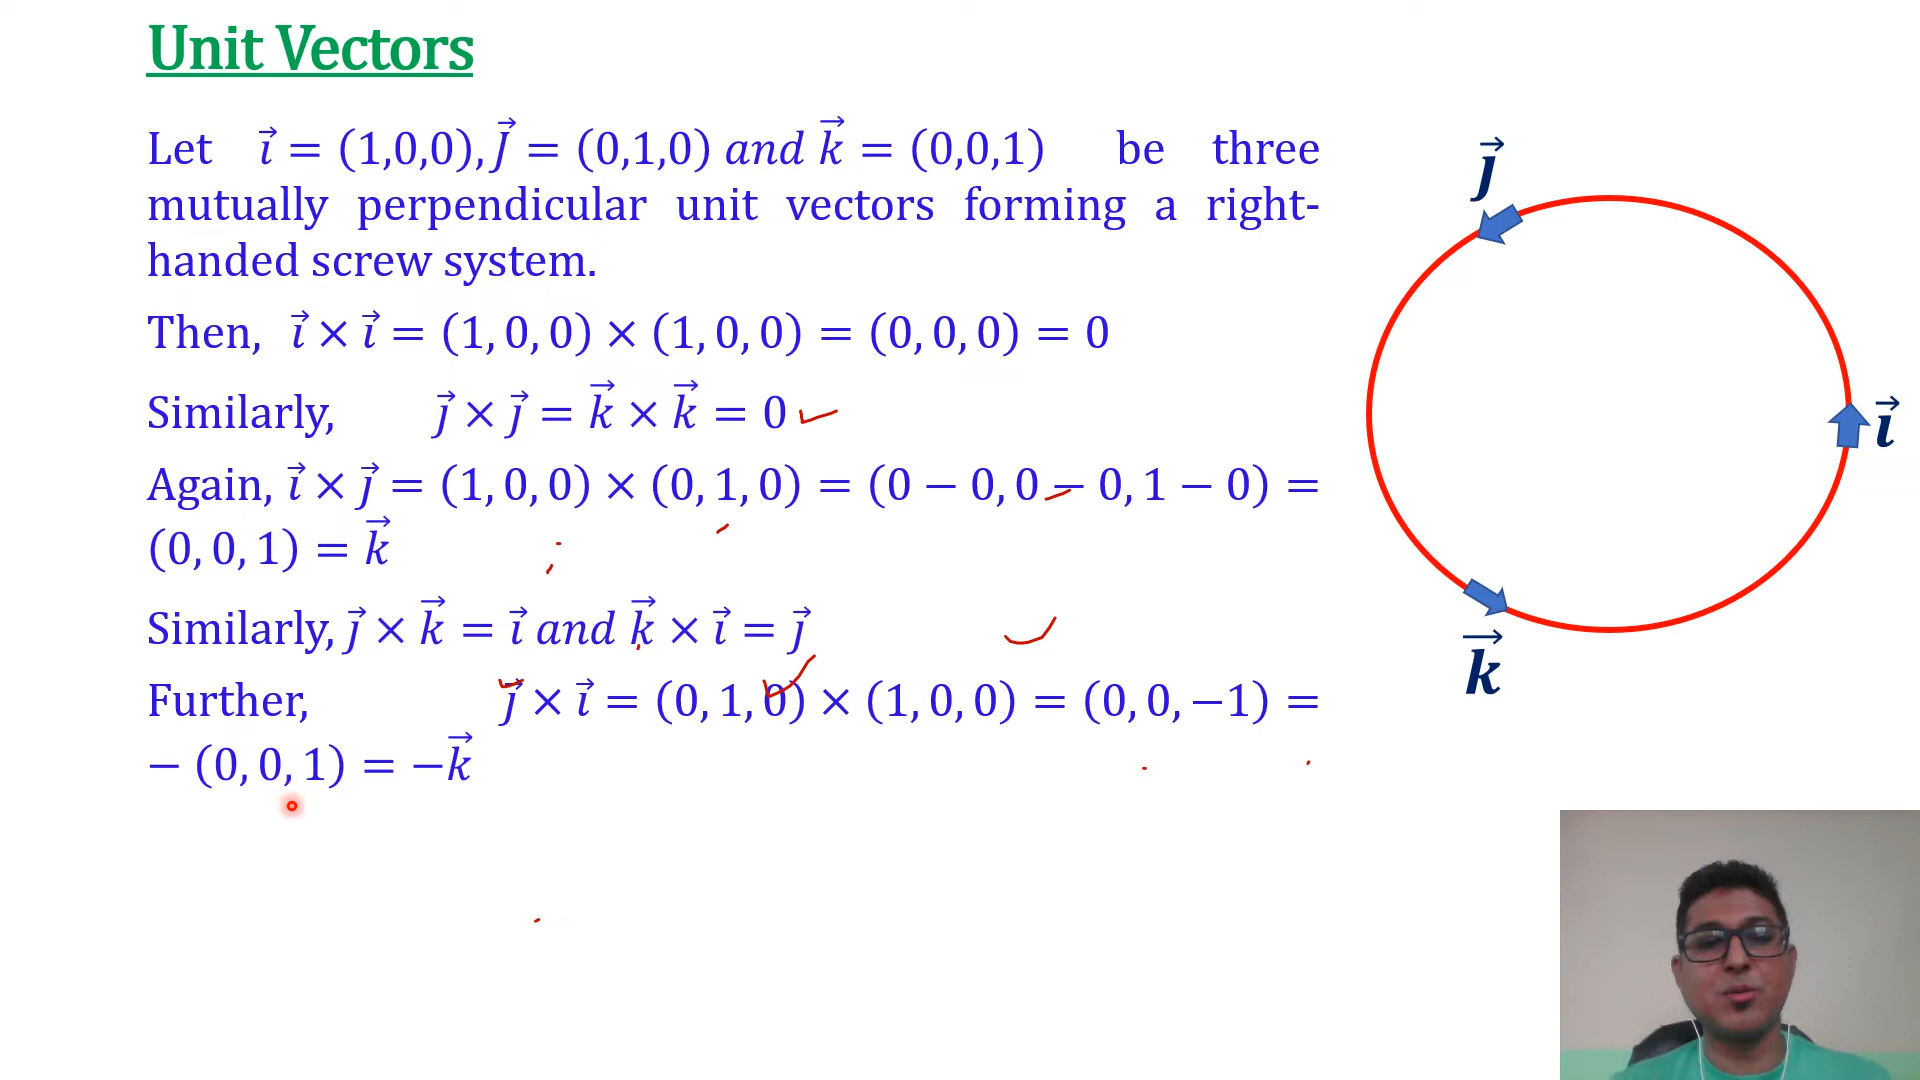 Unit Vectors
Let i⃗ = (1,0,0), j⃗ = (0,1,0) and k⃗ = (0,0,1) be three
mutually perpendicular unit vectors forming a right-
handed screw system.
Then, i⃗ × i⃗ = (1, 0, 0) × (1, 0, 0) = (0, 0, 0) = 0
Similarly, j⃗ × j⃗ = k⃗ × k⃗ = 0
Again, i⃗ × j⃗ = (1, 0, 0) × (0, 1, 0) = (0 − 0, 0 − 0, 1 − 0) =
(0, 0, 1) = k⃗
Similarly, j⃗ × k⃗ = i⃗ and k⃗ × i⃗ = j⃗
Further, j⃗ × i⃗ = (0, 1, 0) × (1, 0, 0) = (0, 0, −1) =
− (0, 0, 1) = −k⃗
j⃗
i⃗
k⃗